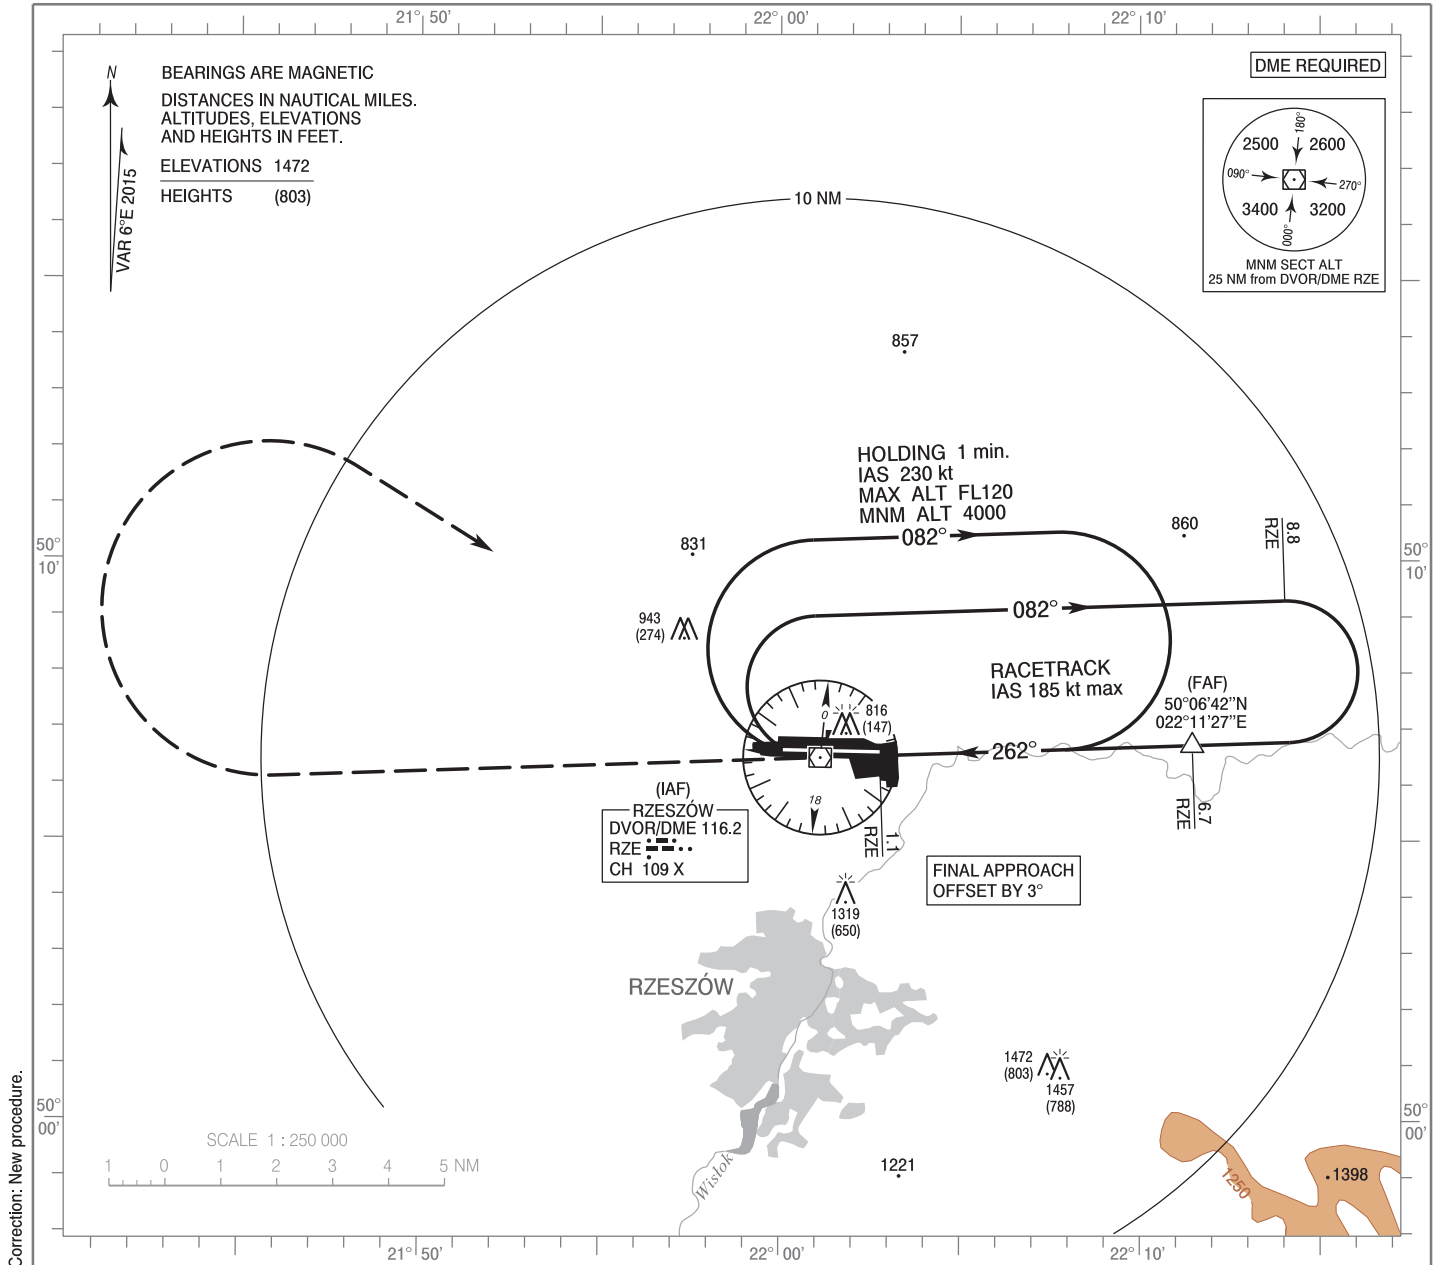 21° 50'
22° 00'
22° 10'
N
VAR 6°E 2015
BEARINGS ARE MAGNETIC
DISTANCES IN NAUTICAL MILES.
ALTITUDES, ELEVATIONS
AND HEIGHTS IN FEET.
ELEVATIONS 1472
HEIGHTS (803)
DME REQUIRED
180°
2500 2600
090° 270°
3400 3200
000°
MNM SECT ALT
25 NM from DVOR/DME RZE
10 NM
857
HOLDING 1 min.
IAS 230 kt
MAX ALT FL120
MNM ALT 4000
082°
831
860
8.8
RZE
50°
10'
50°
10'
943
(274)
082°
RACETRACK
IAS 185 kt max
(FAF)
50°06'42''N
022°11'27''E
0
816
(147)
262°
18
1.1
RZE
6.7
RZE
(IAF)
RZESZÓW
DVOR/DME 116.2
RZE
CH 109 X
FINAL APPROACH
OFFSET BY 3°
1319
(650)
RZESZÓW
1472
(803)
1457
(788)
50°
00'
50°
00'
SCALE 1 : 250 000
1 0 1 2 3 4 5 NM
Wisłok
1221
1250
1398
21° 50'
22° 00'
22° 10'
Correction: New procedure.